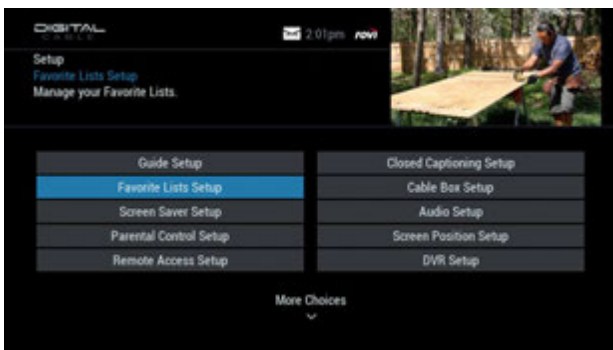 DIGITAL
CABLE
2:01pm rovi
Setup
Favorite Lists Setup
Manage your Favorite Lists.
Guide Setup
Closed Captioning Setup
Favorite Lists Setup
Cable Box Setup
Screen Saver Setup
Audio Setup
Parental Control Setup
Screen Position Setup
Remote Access Setup
DVR Setup
More Choices